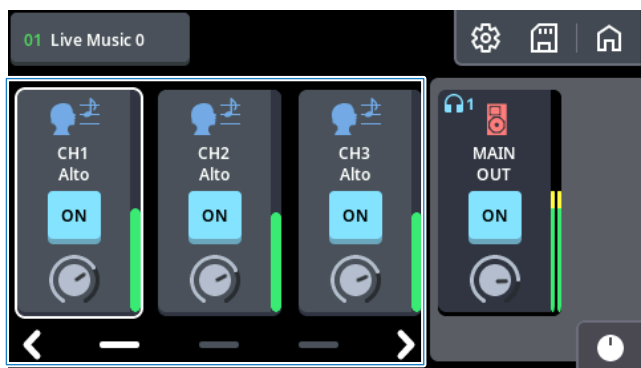 01 Live Music 0
CH1
Alto
ON
CH2
Alto
ON
CH3
Alto
ON
1
MAIN
OUT
ON